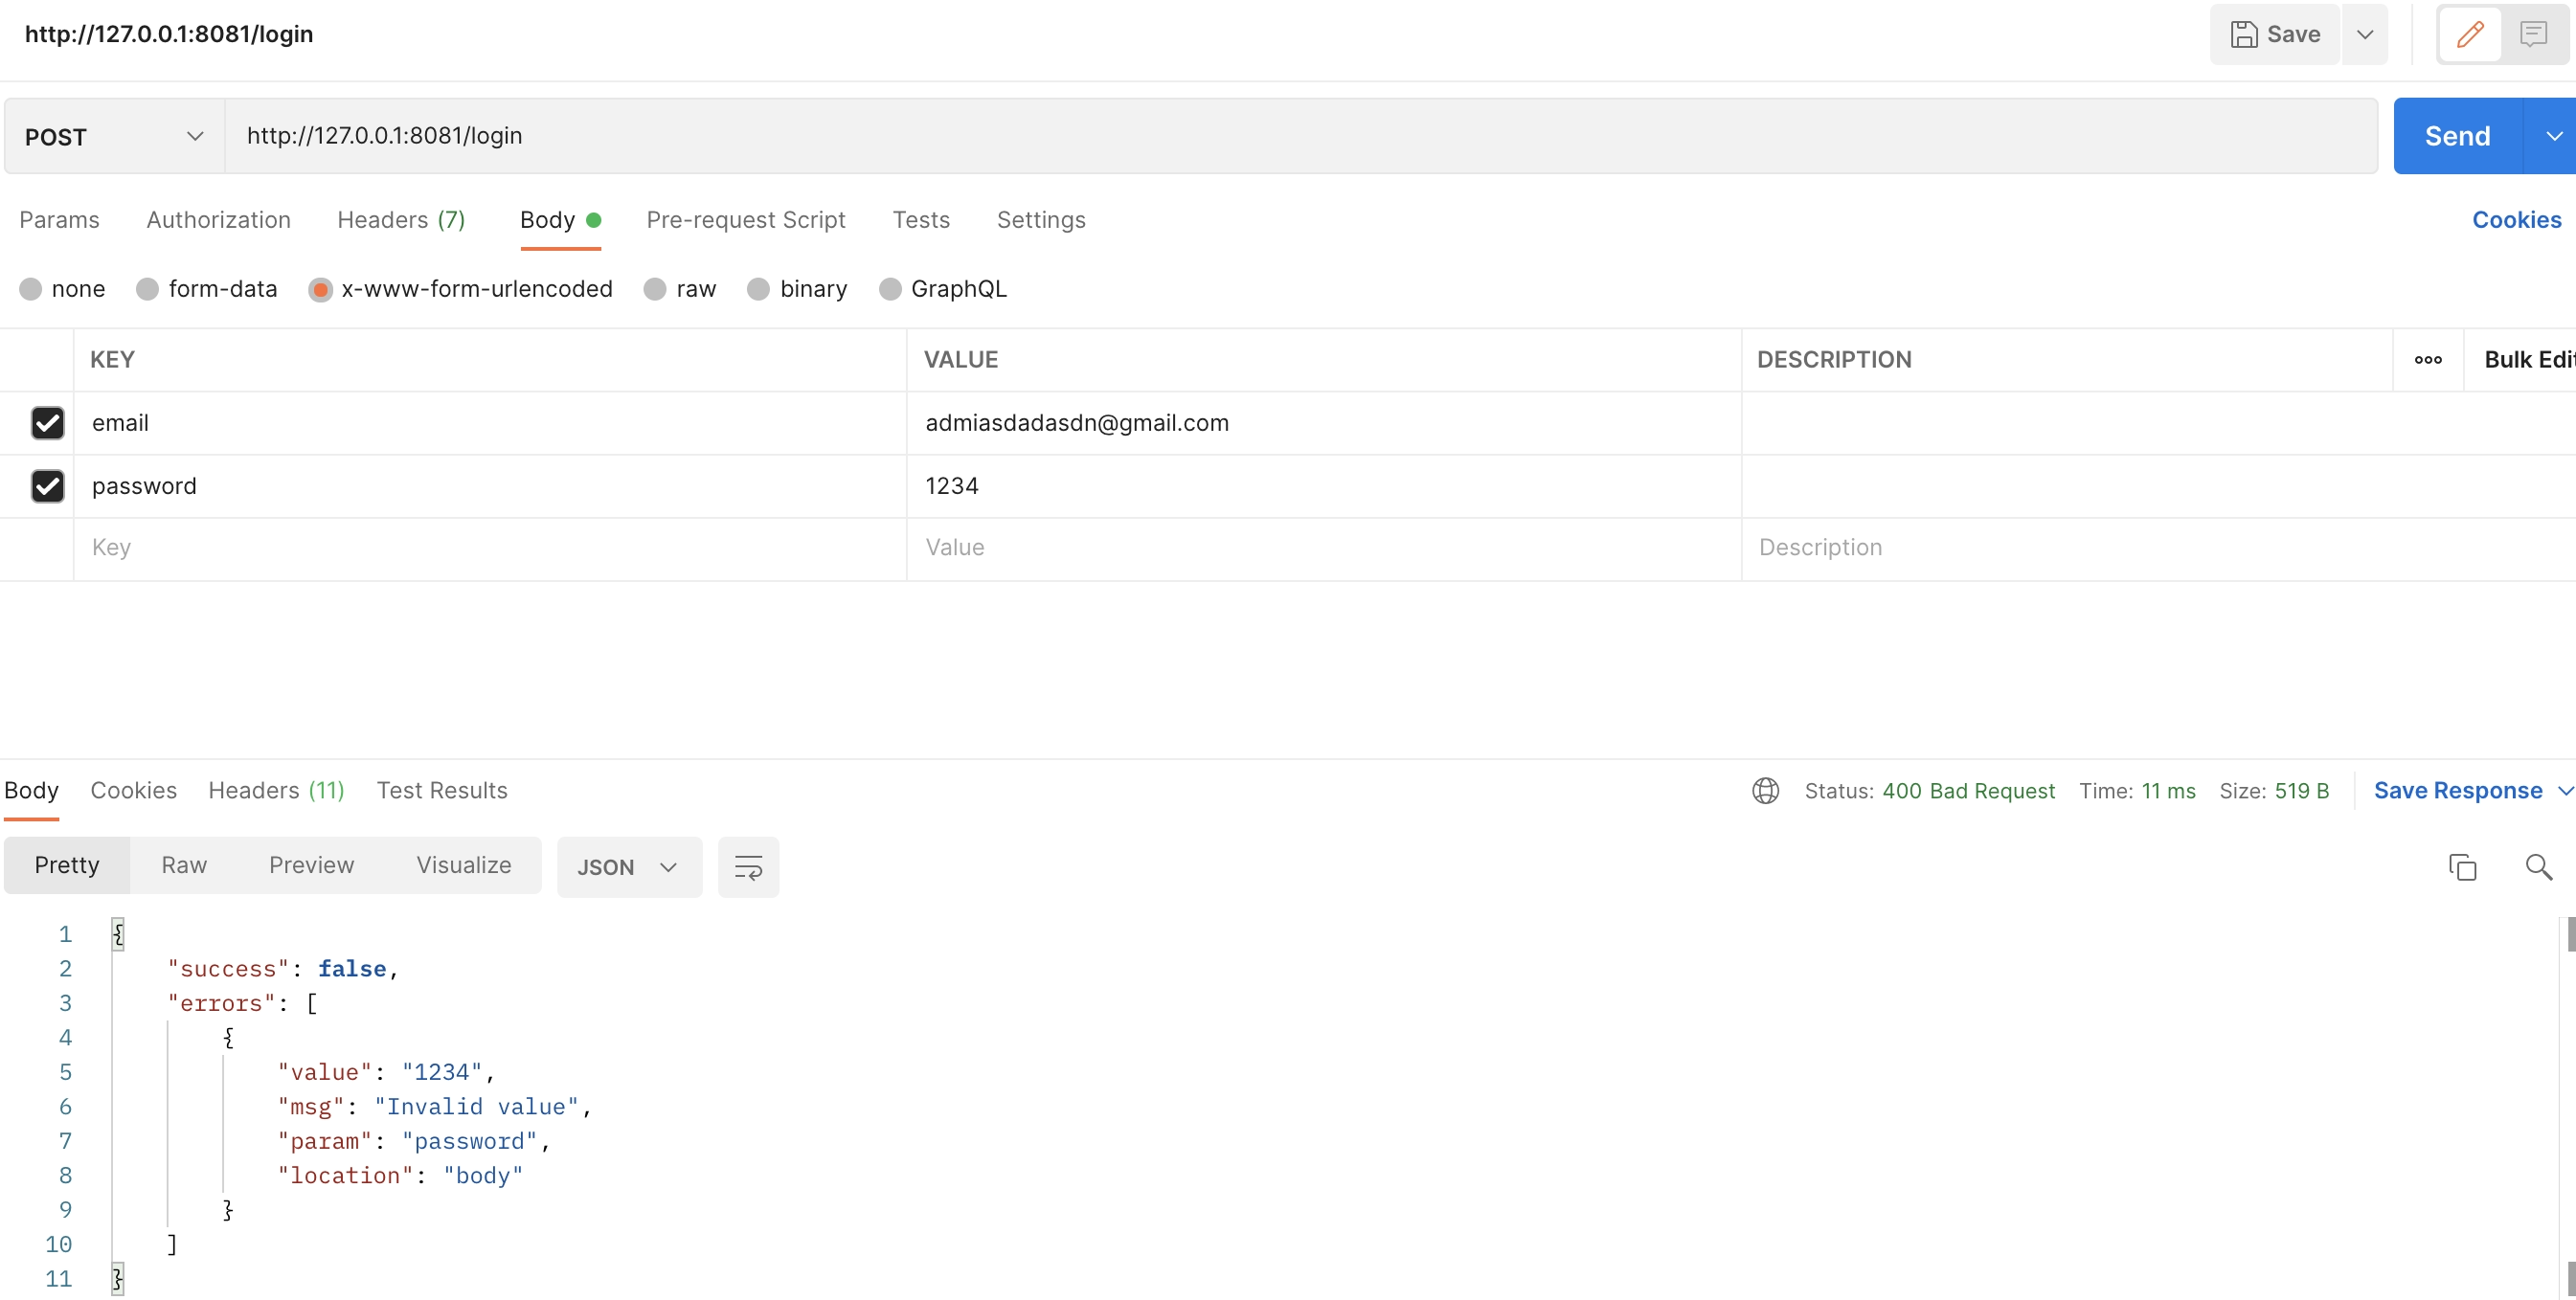 http://127.0.0.1:8081/login
Save
POST
http://127.0.0.1:8081/login
Send
Params Authorization Headers (7) Body Pre-request Script Tests Settings Cookies
none form-data x-www-form-urlencoded raw binary GraphQL
KEY VALUE DESCRIPTION Bulk Edit
email admiasdadasdn@gmail.com
password 1234
Key Value Description
Body Cookies Headers (11) Test Results Status: 400 Bad Request Time: 11 ms Size: 519 B Save Response
Pretty Raw Preview Visualize JSON
1 {
2 "success": false,
3 "errors": [
4 {
5 "value": "1234",
6 "msg": "Invalid value",
7 "param": "password",
8 "location": "body"
9 }
10 ]
11 }